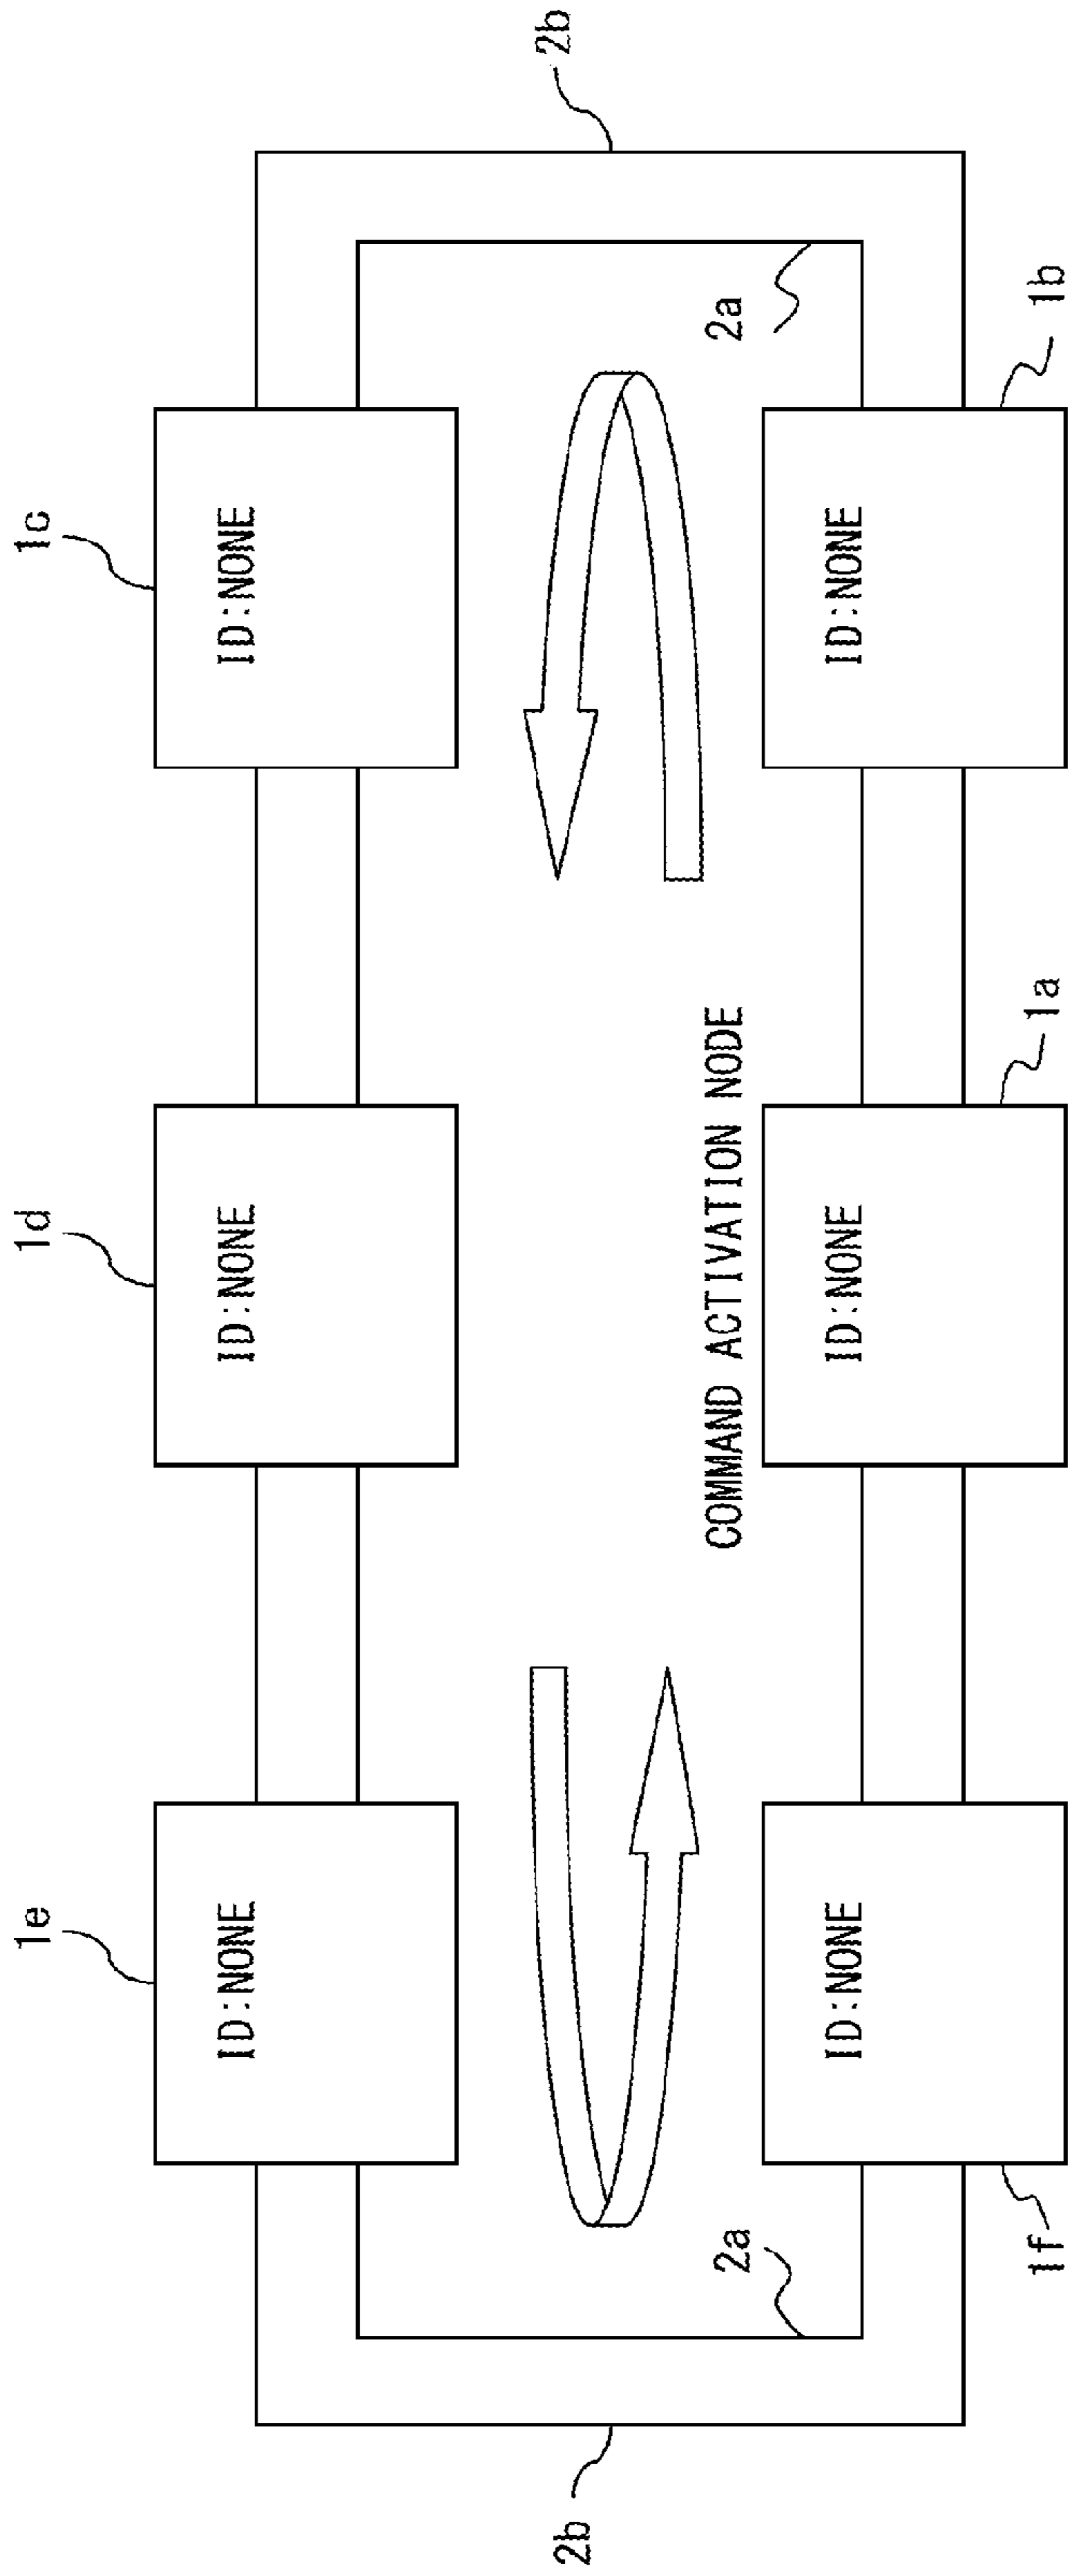 1e
1d
1c
ID:NONE
ID:NONE
ID:NONE
2b
2b
2a
2a
COMMAND ACTIVATION NODE
ID:NONE
ID:NONE
ID:NONE
1f
1a
1b